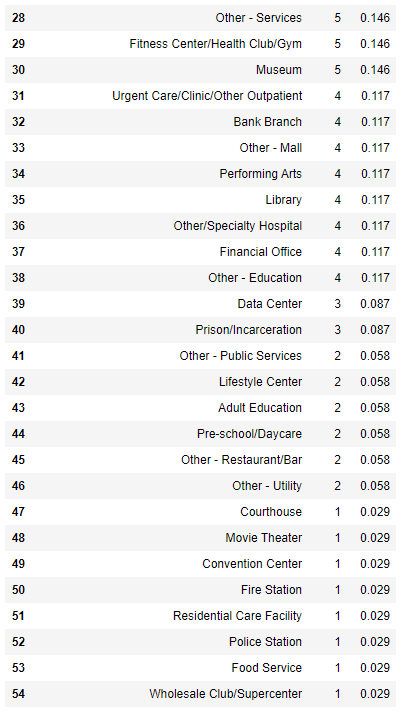 28 Other - Services 5 0.146
29 Fitness Center/Health Club/Gym 5 0.146
30 Museum 5 0.146
31 Urgent Care/Clinic/Other Outpatient 4 0.117
32 Bank Branch 4 0.117
33 Other - Mall 4 0.117
34 Performing Arts 4 0.117
35 Library 4 0.117
36 Other/Specialty Hospital 4 0.117
37 Financial Office 4 0.117
38 Other - Education 4 0.117
39 Data Center 3 0.087
40 Prison/Incarceration 3 0.087
41 Other - Public Services 2 0.058
42 Lifestyle Center 2 0.058
43 Adult Education 2 0.058
44 Pre-school/Daycare 2 0.058
45 Other - Restaurant/Bar 2 0.058
46 Other - Utility 2 0.058
47 Courthouse 1 0.029
48 Movie Theater 1 0.029
49 Convention Center 1 0.029
50 Fire Station 1 0.029
51 Residential Care Facility 1 0.029
52 Police Station 1 0.029
53 Food Service 1 0.029
54 Wholesale Club/Supercenter 1 0.029